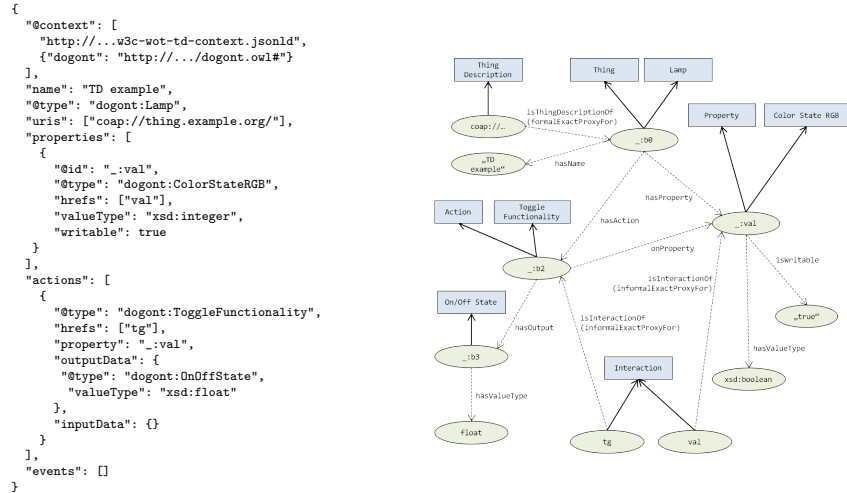 {
"@context": [
"http://...w3c-wot-td-context.jsonld",
{"dogont": "http://.../dogont.owl#"}
],
"name": "TD example",
"@type": "dogont:Lamp",
"uris": ["coap://thing.example.org/"],
"properties": [
{
"@id": "_:val",
"@type": "dogont:ColorStateRGB",
"hrefs": ["val"],
"valueType": "xsd:integer",
"writable": true
}
],
"actions": [
{
"@type": "dogont:ToggleFunctionality",
"hrefs": ["tg"],
"property": "_:val",
"outputData": {
"@type": "dogont:OnOffState",
"valueType": "xsd:float"
},
"inputData": {}
}
],
"events": []
}
Thing
Description
Thing
Lamp
Property
Color State RGB
isThingDescriptionOf
(formalExactProxyFor)
coap://…
_:b0
„TD
example“
hasName
hasProperty
Action
Toggle
Functionality
hasAction
_:val
onProperty
isWritable
_:b2
isInteractionOf
(informalExactProxyFor)
On/Off State
hasOutput
isInteractionOf
(informalExactProxyFor)
„true“
_:b3
hasValueType
Interaction
xsd:boolean
hasValueType
float
tg
val